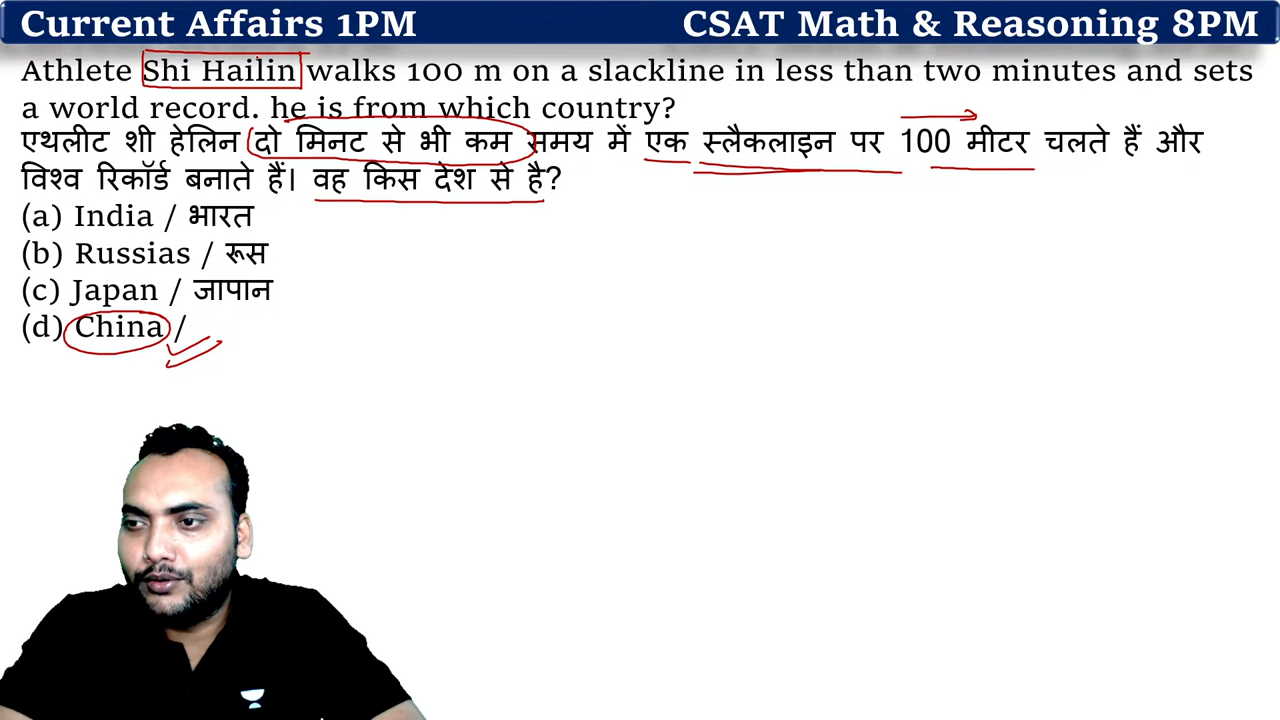 Current Affairs 1PM
CSAT Math & Reasoning 8PM
Athlete Shi Hailin walks 100 m on a slackline in less than two minutes and sets
a world record. he is from which country?
एथलीट शी हेलिन दो मिनट से भी कम समय में एक स्लैकलाइन पर 100 मीटर चलते हैं और
विश्व रिकॉर्ड बनाते हैं। वह किस देश से है?
(a) India / भारत
(b) Russias / रूस
(c) Japan / जापान
(d) China /